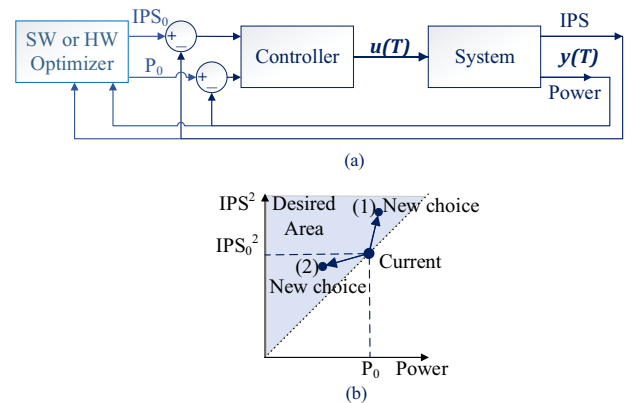 IPS₀
IPS
SW or HW
Optimizer
+
−
Controller
u(T)
System
y(T)
P₀
+
−
Power
(a)
IPS²
Desired
Area
(1)
New choice
IPS₀²
Current
(2)
New choice
P₀
Power
(b)